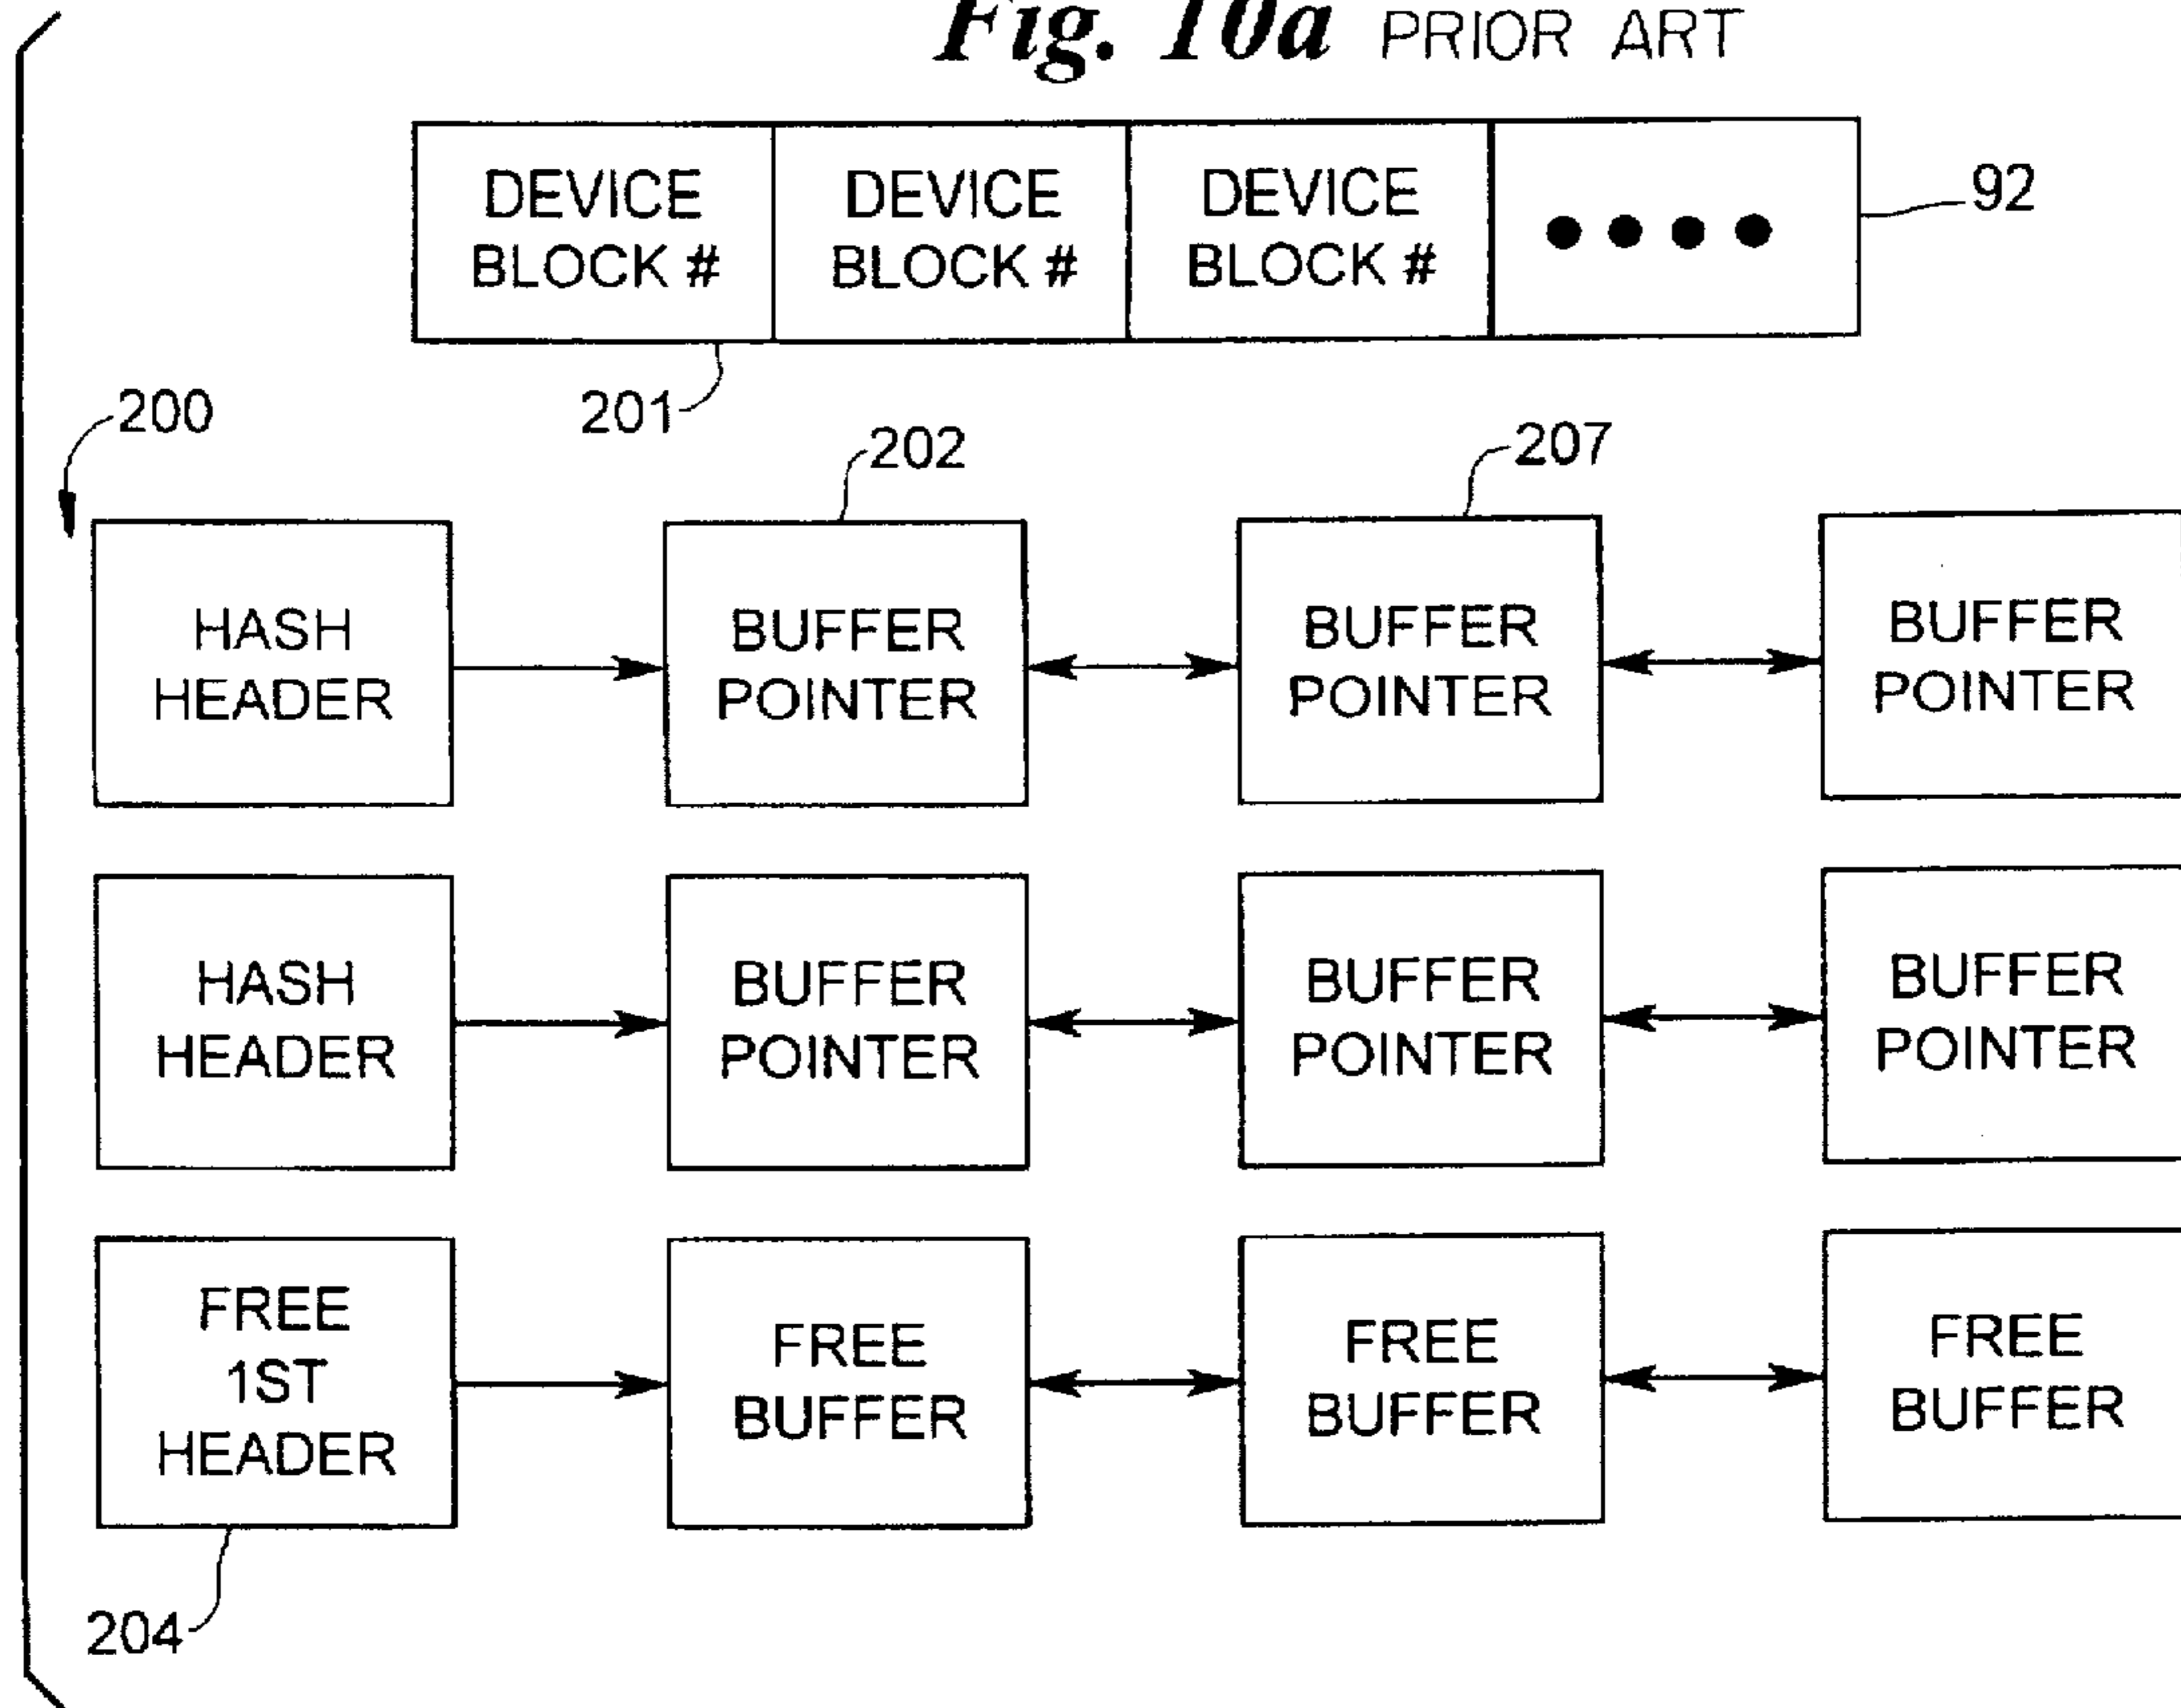 Fig. 10a PRIOR ART
DEVICE BLOCK #
DEVICE BLOCK #
DEVICE BLOCK #
92
201
200
202
207
HASH HEADER
BUFFER POINTER
BUFFER POINTER
BUFFER POINTER
HASH HEADER
BUFFER POINTER
BUFFER POINTER
BUFFER POINTER
FREE 1ST HEADER
FREE BUFFER
FREE BUFFER
FREE BUFFER
204